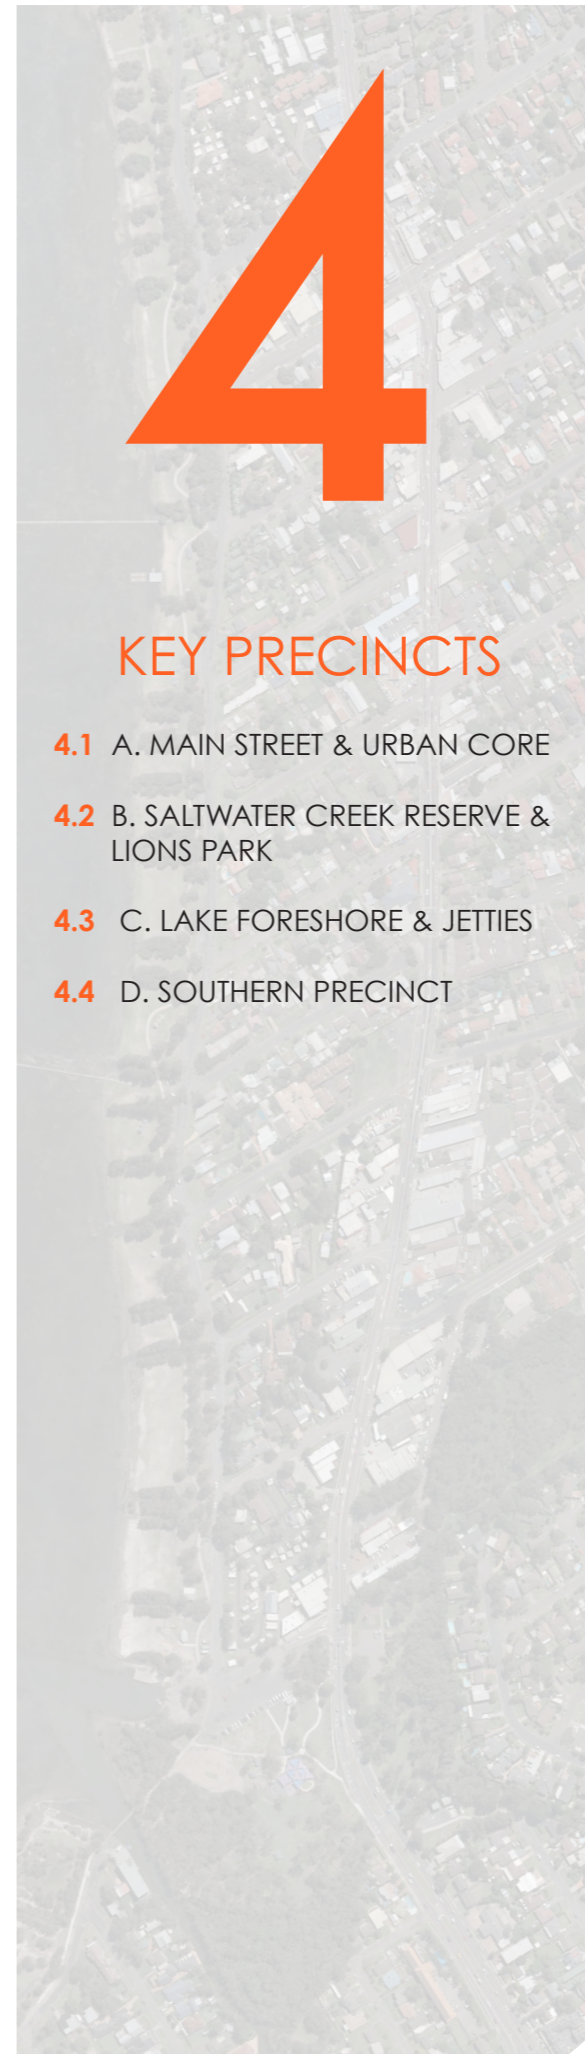 4
KEY PRECINCTS
4.1 A. MAIN STREET & URBAN CORE
4.2 B. SALTWATER CREEK RESERVE &
LIONS PARK
4.3 C. LAKE FORESHORE & JETTIES
4.4 D. SOUTHERN PRECINCT